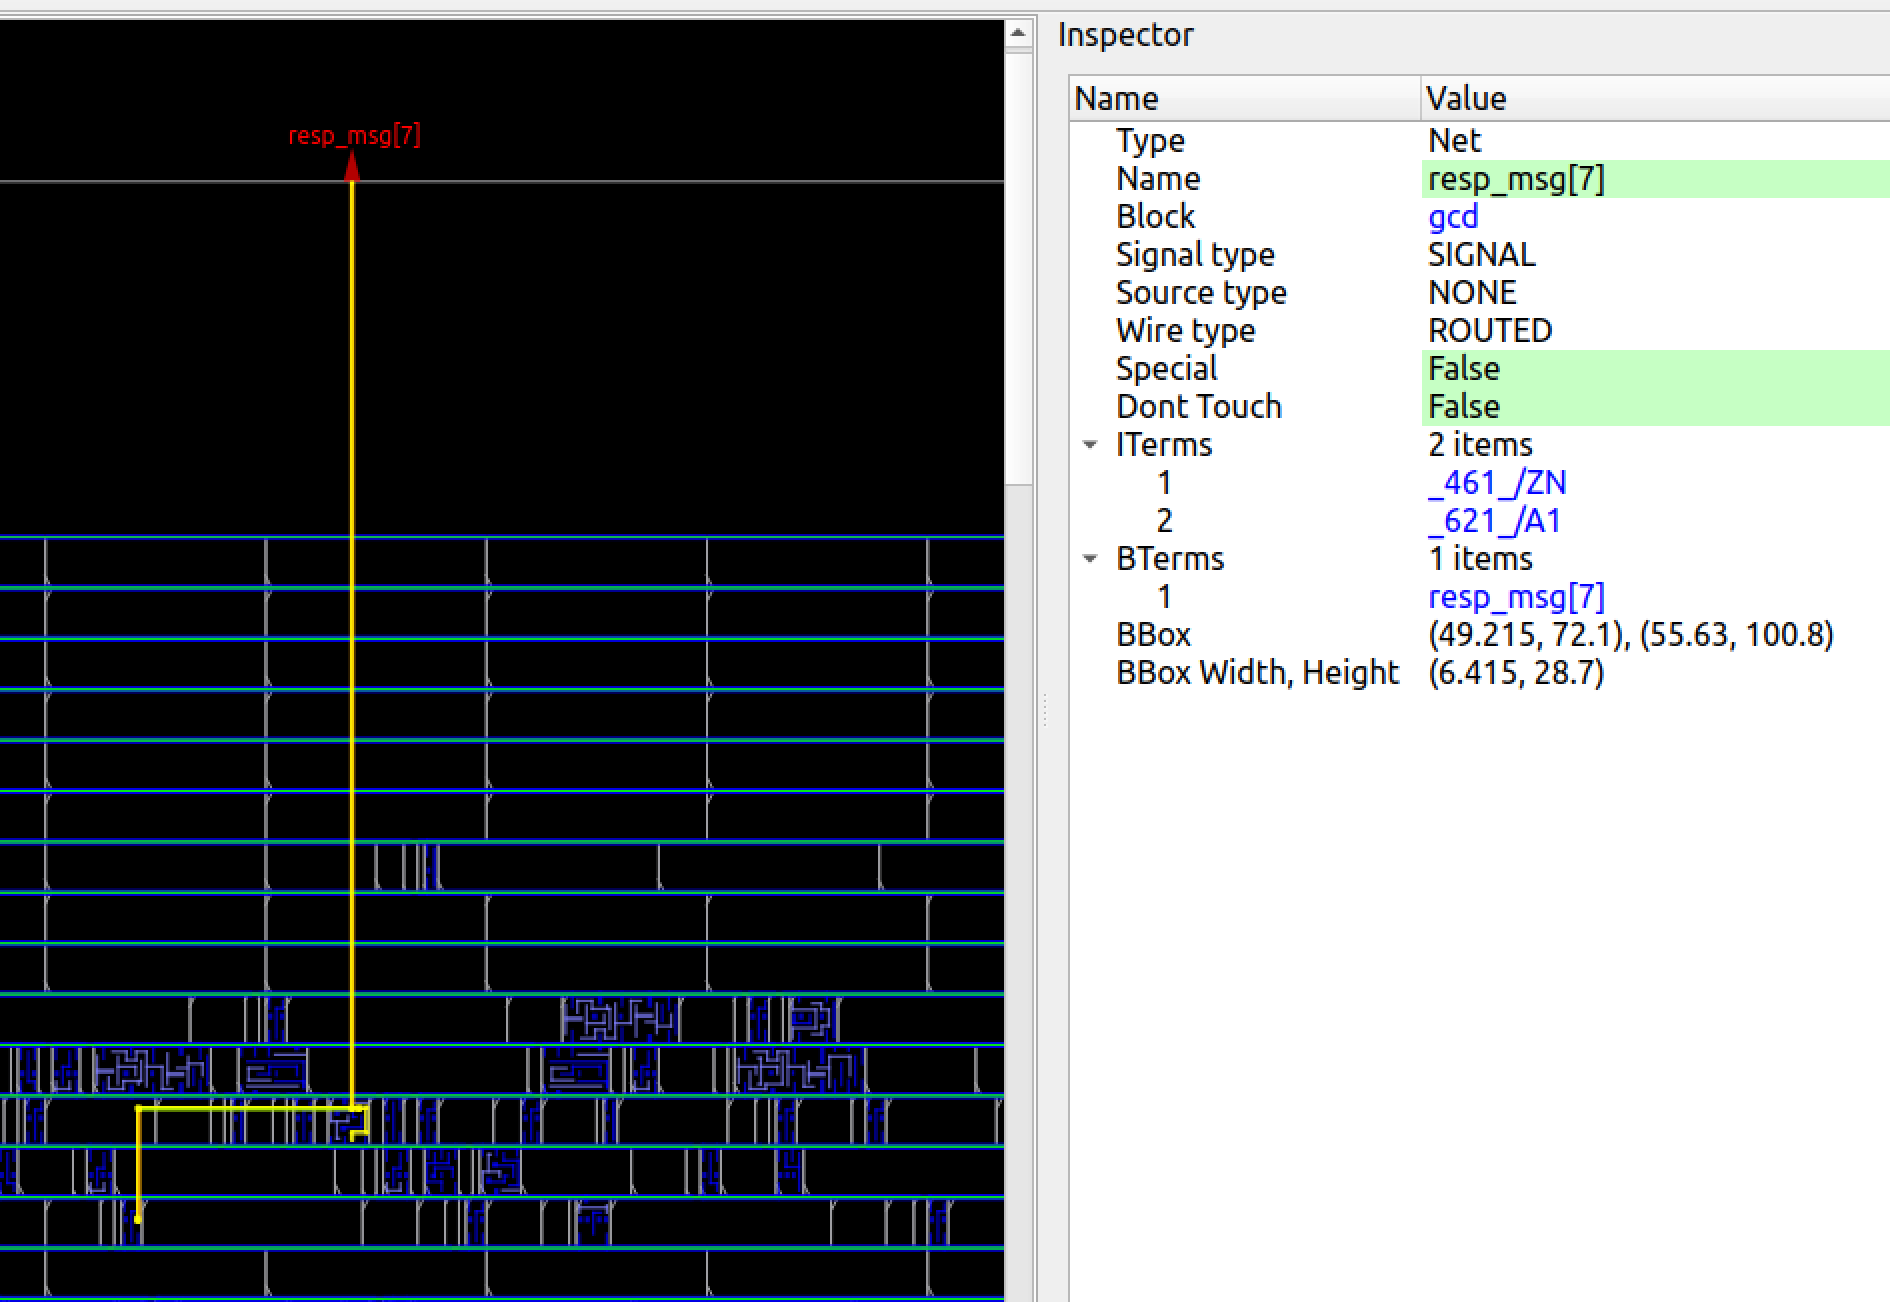 resp_msg[7]
Inspector
Name Value
Type Net
Name resp_msg[7]
Block gcd
Signal type SIGNAL
Source type NONE
Wire type ROUTED
Special False
Dont Touch False
ITerms 2 items
1 _461_/ZN
2 _621_/A1
BTerms 1 items
1 resp_msg[7]
BBox (49.215, 72.1), (55.63, 100.8)
BBox Width, Height (6.415, 28.7)